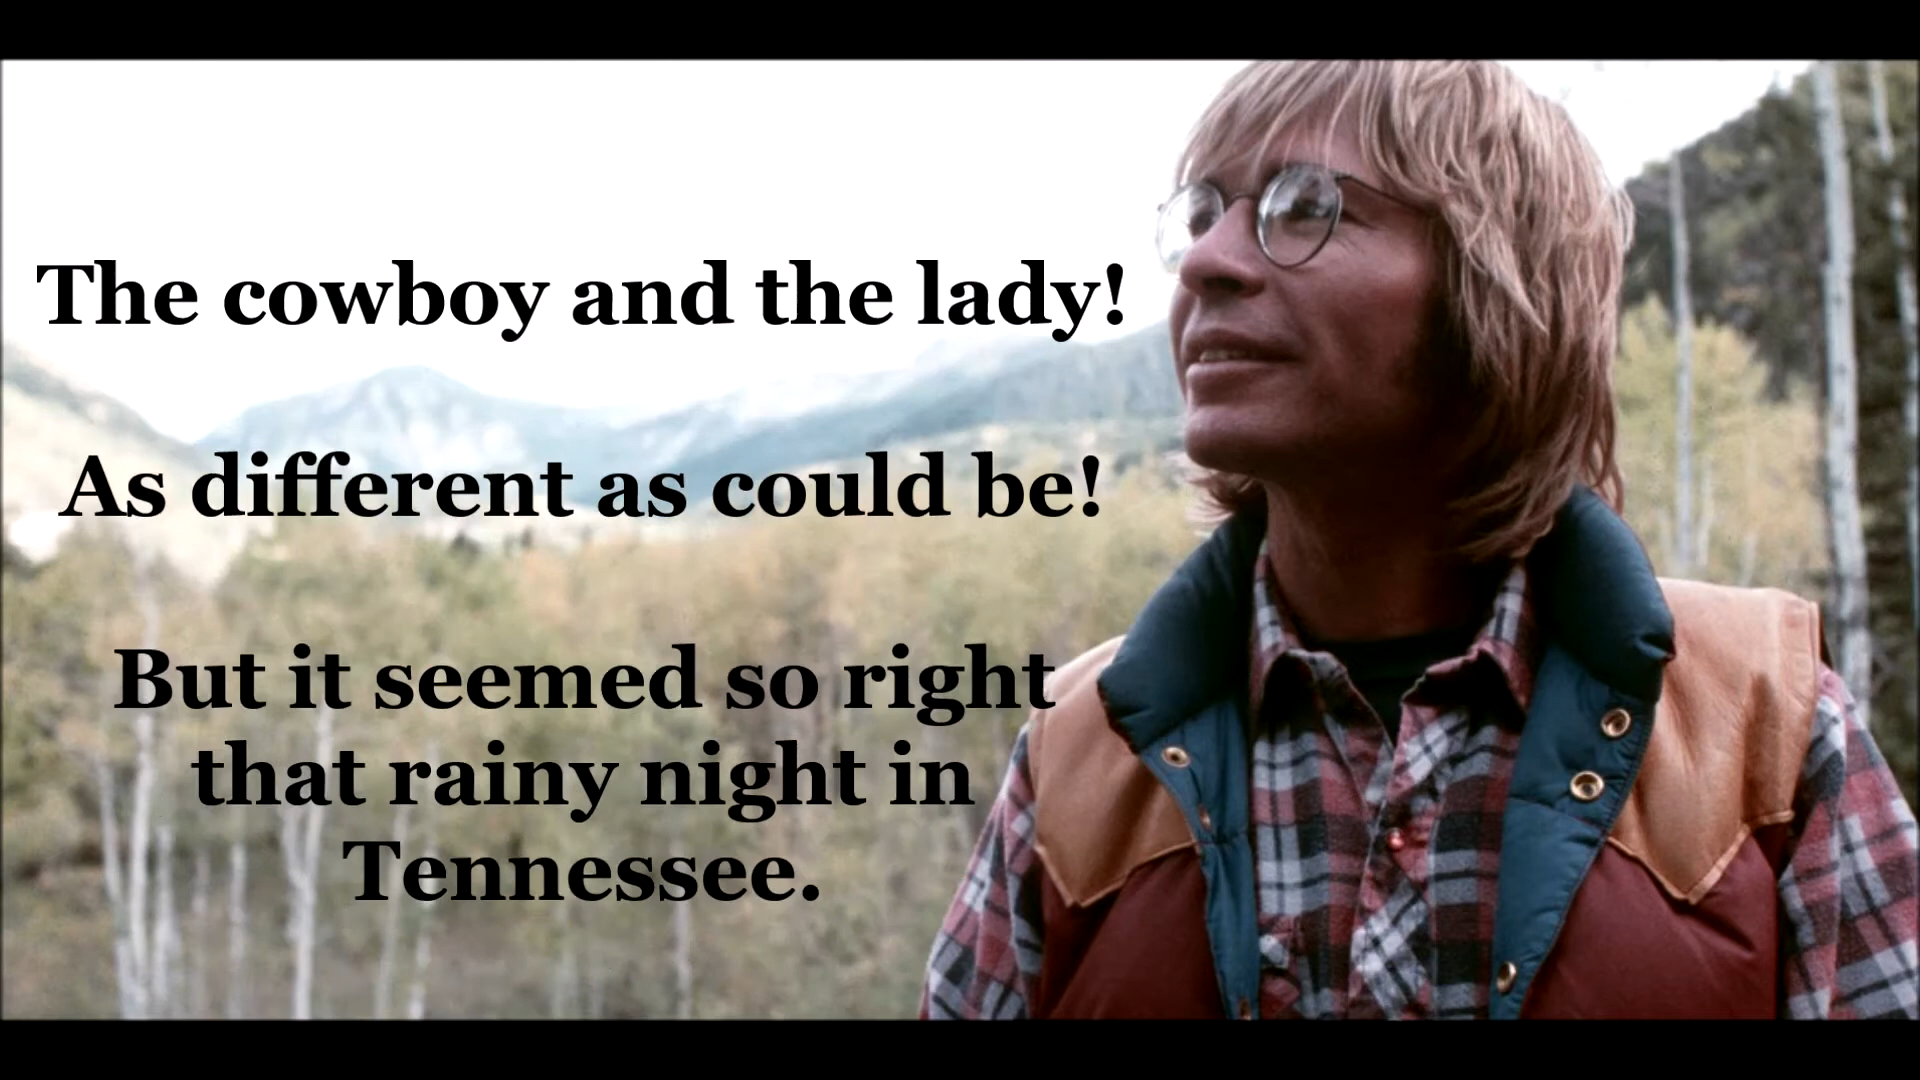 The cowboy and the lady!
As different as could be!
But it seemed so right
that rainy night in
Tennessee.